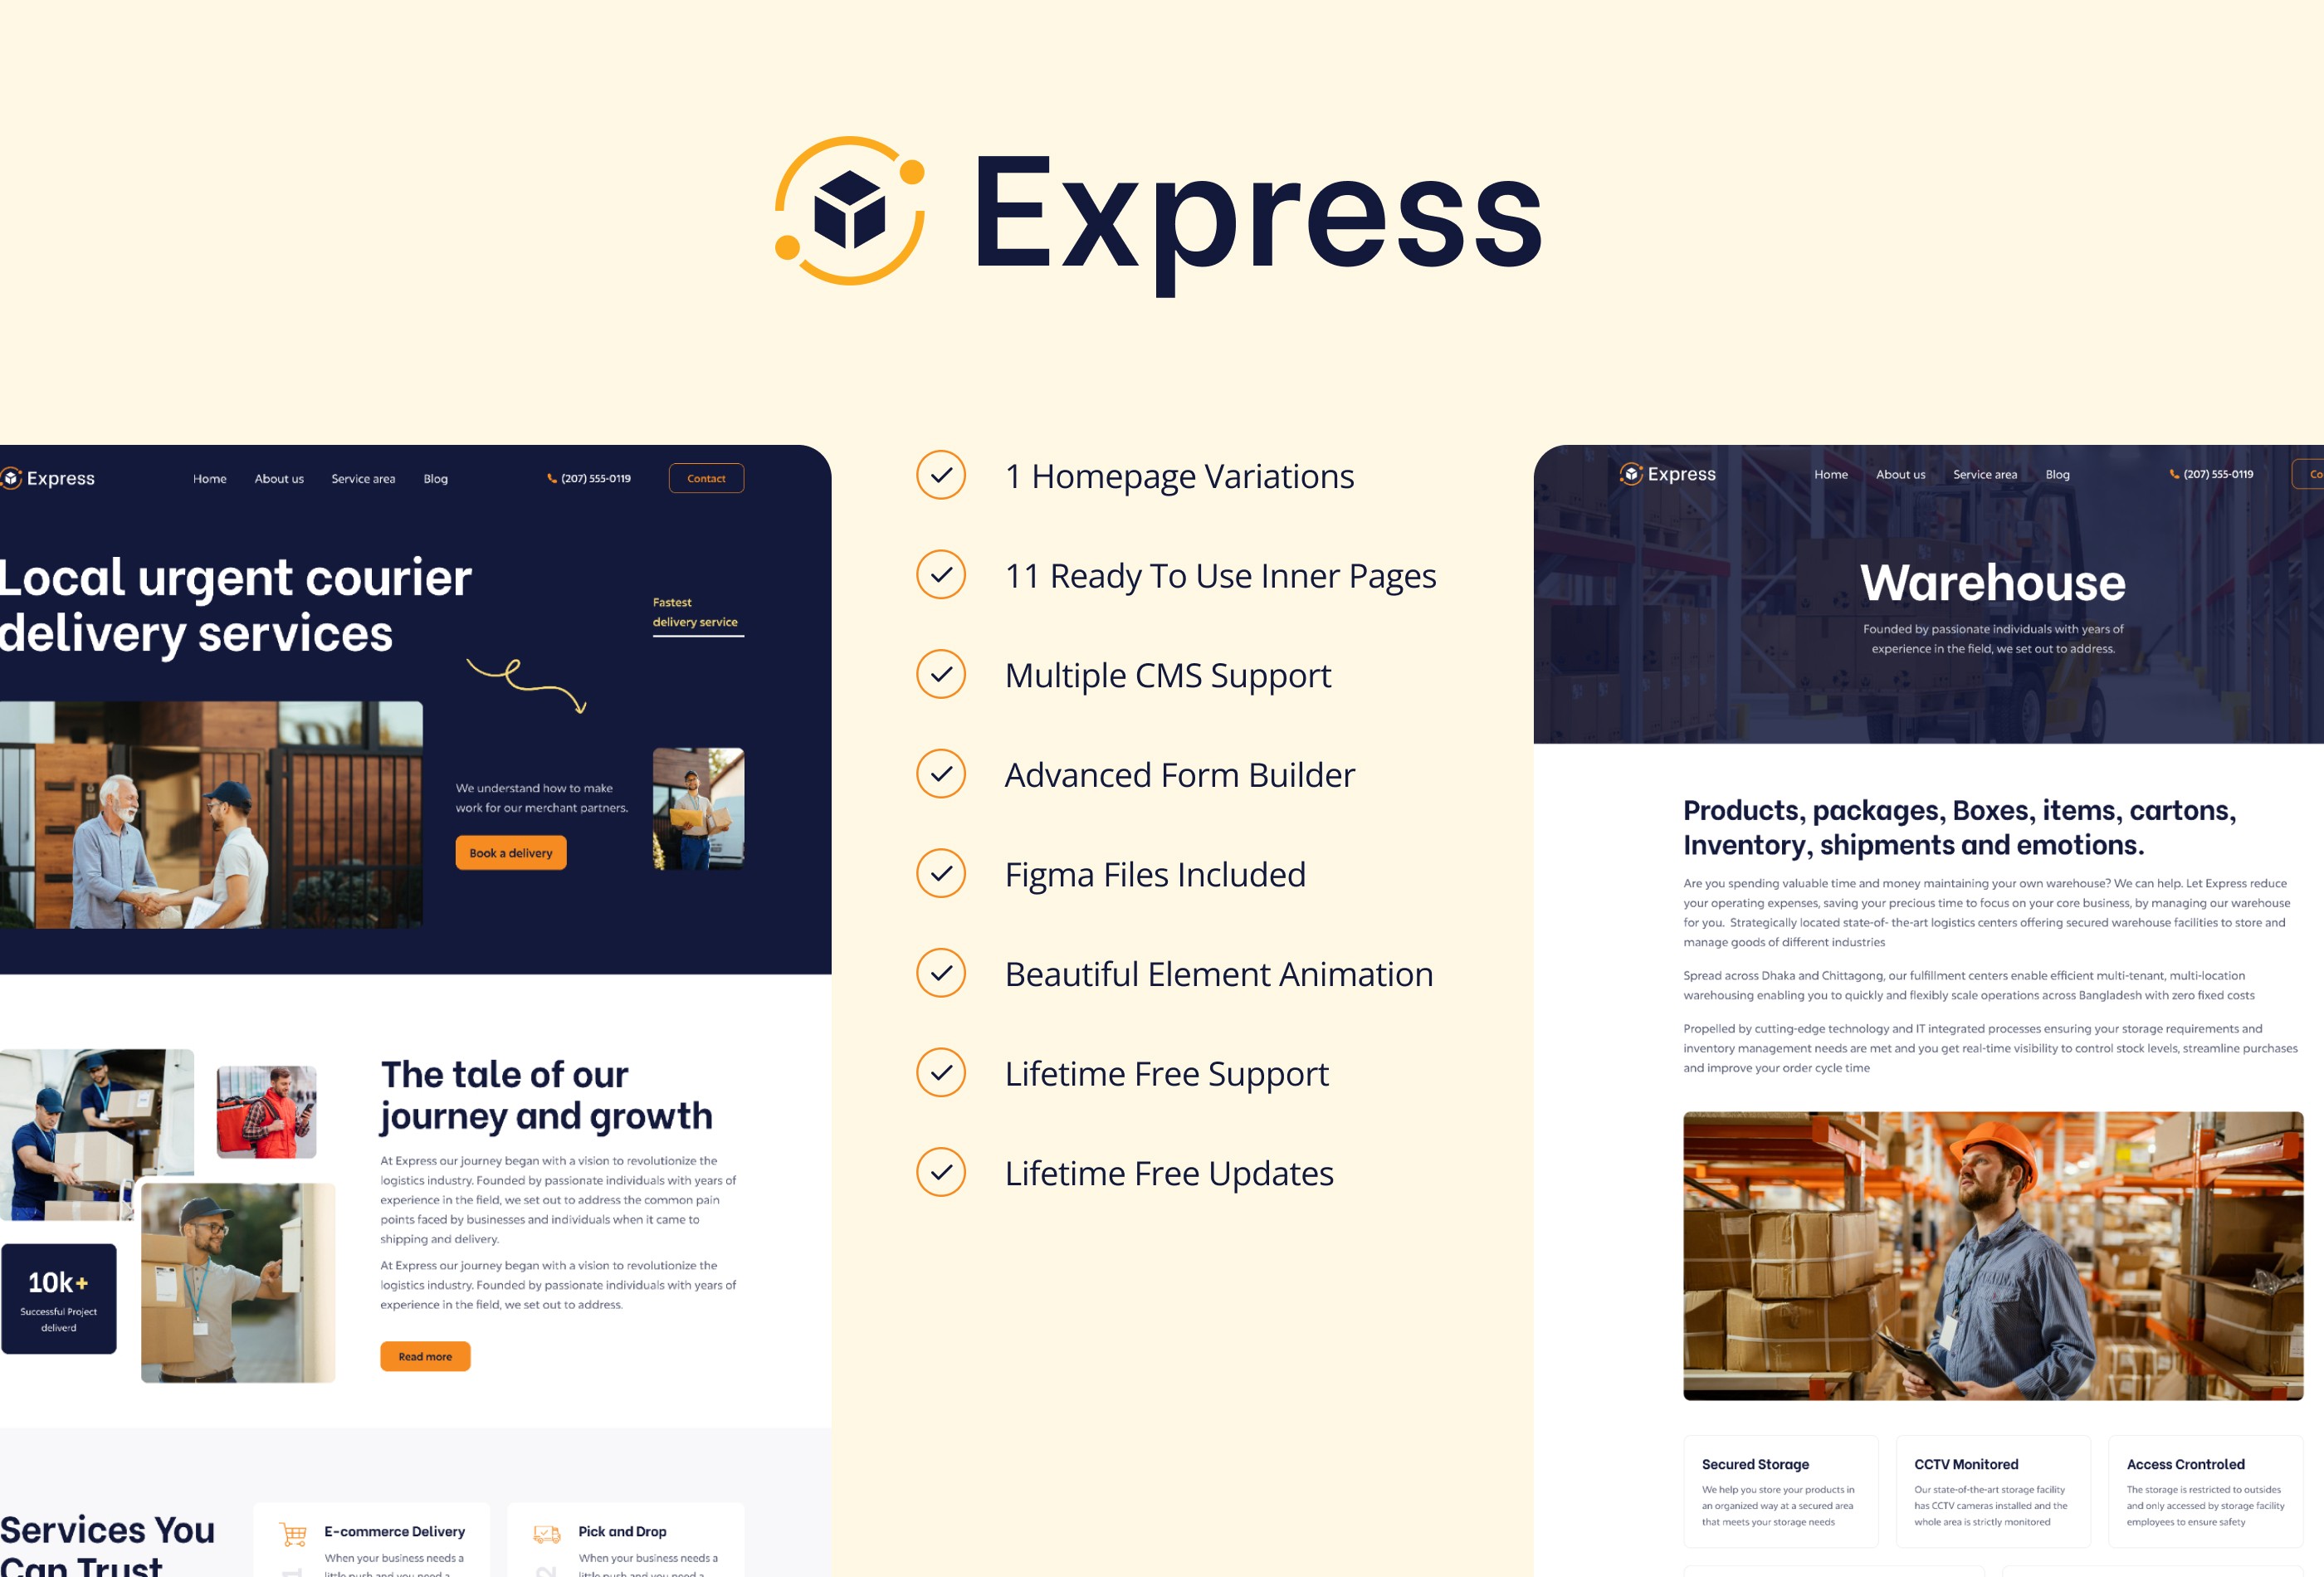 Express
Express
Home
About us
Service area
Blog
(207) 555-0119
Contact
Local urgent courier
delivery services
Fastest
delivery service
We understand how to make
work for our merchant partners.
Book a delivery
The tale of our
journey and growth
At Express our journey began with a vision to revolutionize the
logistics industry. Founded by passionate individuals with years of
experience in the field, we set out to address the common pain
points faced by businesses and individuals when it came to
shipping and delivery.
At Express our journey began with a vision to revolutionize the
logistics industry. Founded by passionate individuals with years of
experience in the field, we set out to address.
Read more
10k+
Successful Project
deliverd
Services You
Can Trust
E-commerce Delivery
When your business needs a
little push and you need a
1
Pick and Drop
When your business needs a
little push and you need a
2
1 Homepage Variations
11 Ready To Use Inner Pages
Multiple CMS Support
Advanced Form Builder
Figma Files Included
Beautiful Element Animation
Lifetime Free Support
Lifetime Free Updates
Express
Home
About us
Service area
Blog
(207) 555-0119
Co
Warehouse
Founded by passionate individuals with years of
experience in the field, we set out to address.
Products, packages, Boxes, items, cartons,
Inventory, shipments and emotions.
Are you spending valuable time and money maintaining your own warehouse? We can help. Let Express reduce
your operating expenses, saving your precious time to focus on your core business, by managing our warehouse
for you. Strategically located state-of- the-art logistics centers offering secured warehouse facilities to store and
manage goods of different industries
Spread across Dhaka and Chittagong, our fulfillment centers enable efficient multi-tenant, multi-location
warehousing enabling you to quickly and flexibly scale operations across Bangladesh with zero fixed costs
Propelled by cutting-edge technology and IT integrated processes ensuring your storage requirements and
inventory management needs are met and you get real-time visibility to control stock levels, streamline purchases
and improve your order cycle time
Secured Storage
We help you store your products in
an organized way at a secured area
that meets your storage needs
CCTV Monitored
Our state-of-the-art storage facility
has CCTV cameras installed and the
whole area is strictly monitored
Access Crontroled
The storage is restricted to outsides
and only accessed by storage facility
employees to ensure safety